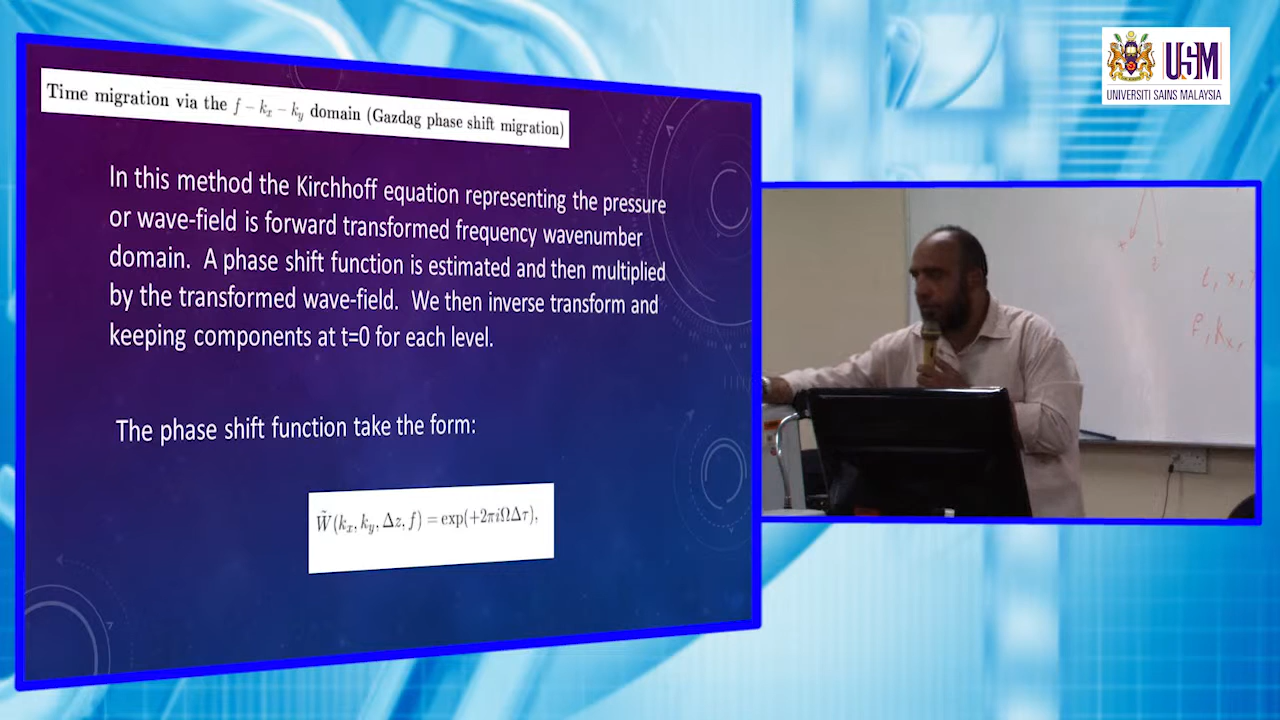 Time migration via the f − kₓ − k_y domain (Gazdag phase shift migration)
In this method the Kirchhoff equation representing the pressure
or wave-field is forward transformed frequency wavenumber
domain. A phase shift function is estimated and then multiplied
by the transformed wave-field. We then inverse transform and
keeping components at t=0 for each level.
The phase shift function take the form:
W̃(kₓ, k_y, Δz, f) = exp(+2πiΩΔτ),
USM
UNIVERSITI SAINS MALAYSIA
t, x,
f, kₓ,